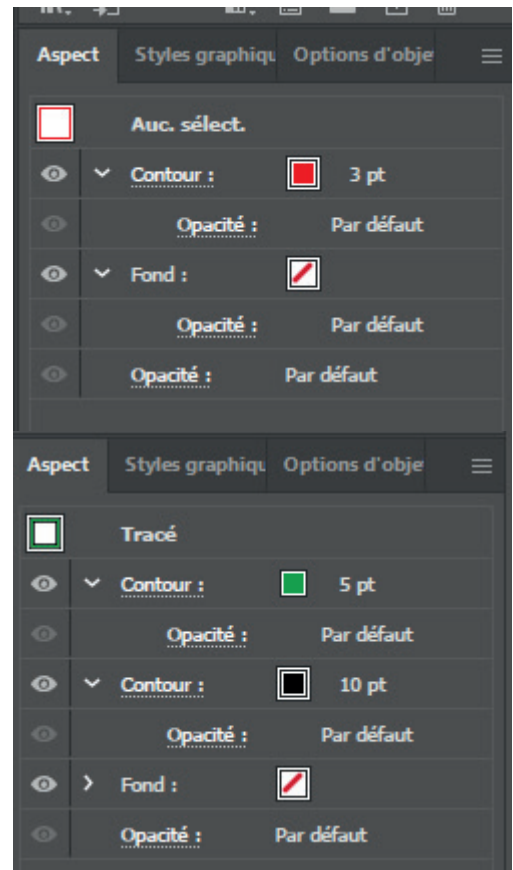 Aspect Styles graphiqu Options d'obje
Auc. sélect.
Contour : 3 pt
Opacité : Par défaut
Fond :
Opacité : Par défaut
Opacité : Par défaut
Aspect Styles graphiqu Options d'obje
Tracé
Contour : 5 pt
Opacité : Par défaut
Contour : 10 pt
Opacité : Par défaut
Fond :
Opacité : Par défaut